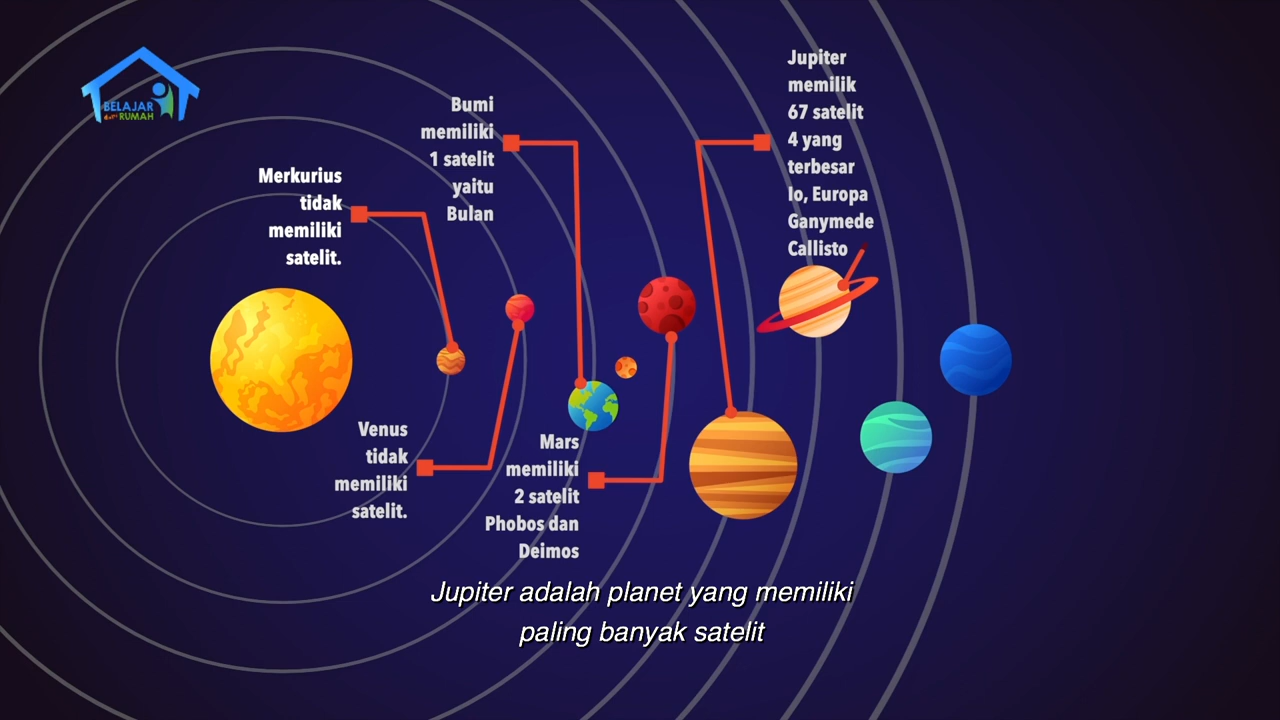 BELAJAR
dari RUMAH
Merkurius
tidak
memiliki
satelit.
Bumi
memiliki
1 satelit
yaitu
Bulan
Jupiter
memilik
67 satelit
4 yang
terbesar
Io, Europa
Ganymede
Callisto
Venus
tidak
memiliki
satelit.
Mars
memiliki
2 satelit
Phobos dan
Deimos
Jupiter adalah planet yang memiliki
paling banyak satelit